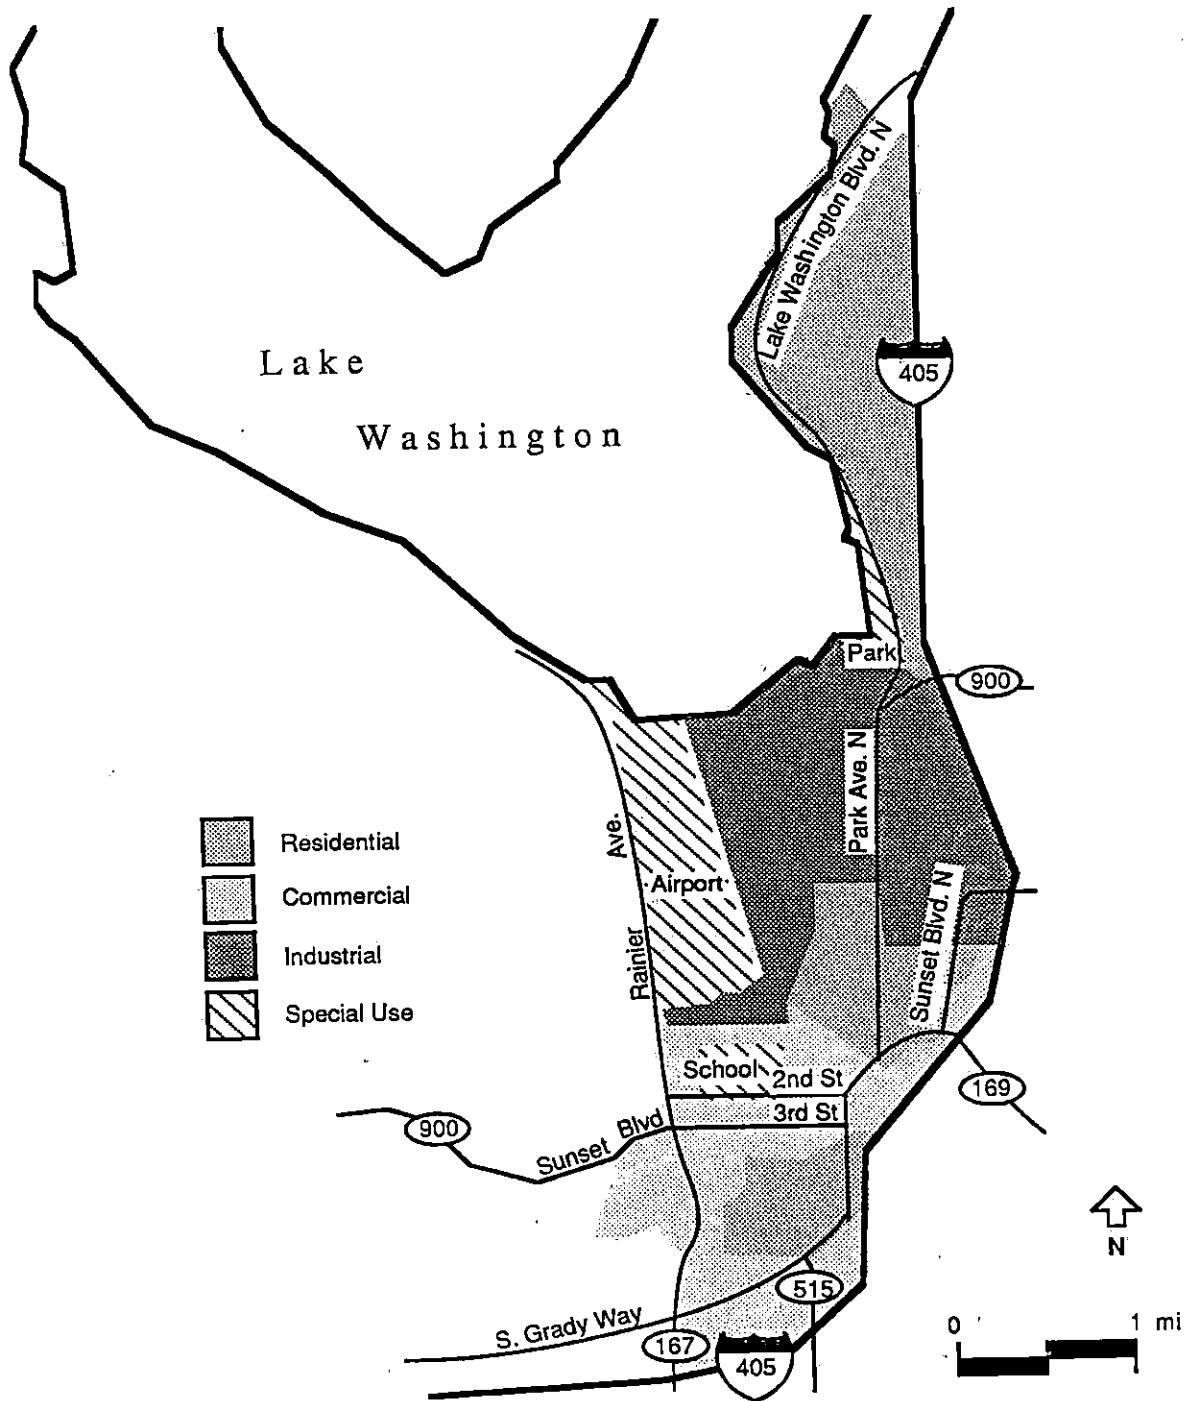 Lake Washington Blvd. N
405
Lake
Washington
Park
900
Park Ave. N
Rainier Ave.
Airport
Sunset Blvd. N
Residential
Commercial
Industrial
Special Use
School
2nd St
3rd St
169
900
Sunset Blvd
N
515
S. Grady Way
167
405
0
1 mi